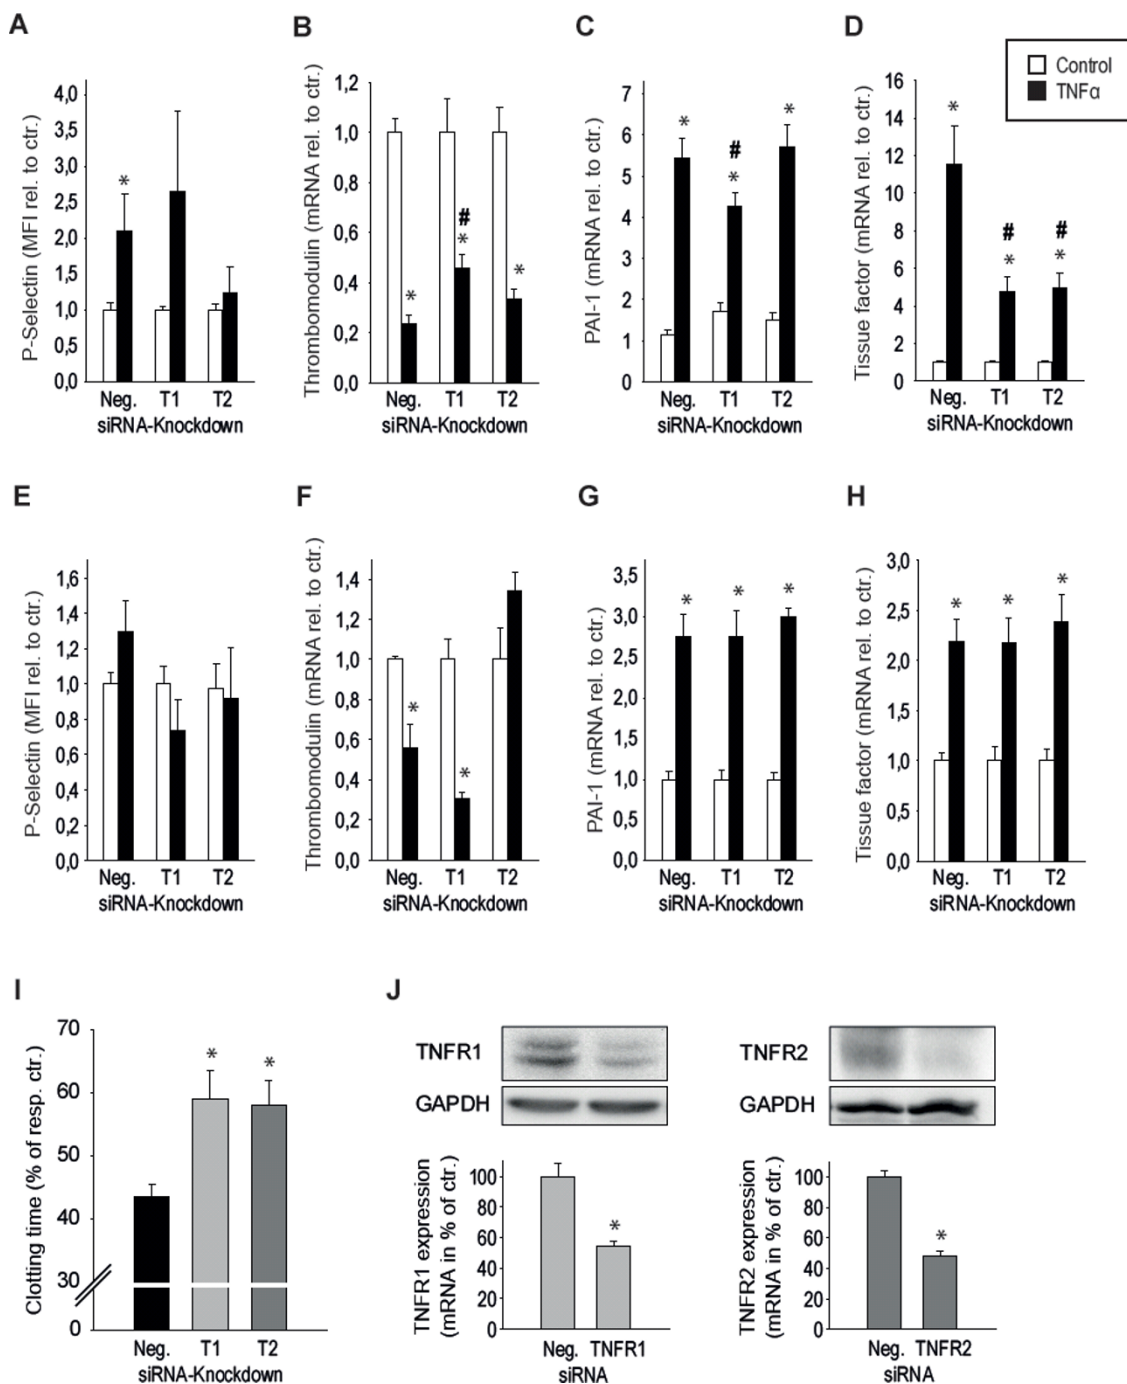 A
B
C
D
Control
TNFα
P-Selectin (MFI rel. to ctr.)
4,0
3,5
3,0
2,5
2,0
1,5
1,0
0,5
0,0
*
Neg. T1 T2
siRNA-Knockdown
Thrombomodulin (mRNA rel. to ctr.)
1,2
1,0
0,8
0,6
0,4
0,2
0,0
*
#
*
*
Neg. T1 T2
siRNA-Knockdown
PAI-1 (mRNA rel. to ctr.)
7
6
5
4
3
2
1
0
*
#
*
*
Neg. T1 T2
siRNA-Knockdown
Tissue factor (mRNA rel. to ctr.)
16
14
12
10
8
6
4
2
0
*
#
*
#
*
Neg. T1 T2
siRNA-Knockdown
E
F
G
H
P-Selectin (MFI rel. to ctr.)
1,6
1,4
1,2
1,0
0,8
0,6
0,4
0,2
0,0
Neg. T1 T2
siRNA-Knockdown
Thrombomodulin (mRNA rel. to ctr.)
1,4
1,2
1,0
0,8
0,6
0,4
0,2
0,0
*
*
Neg. T1 T2
siRNA-Knockdown
PAI-1 (mRNA rel. to ctr.)
3,5
3,0
2,5
2,0
1,5
1,0
0,5
0,0
*
*
*
Neg. T1 T2
siRNA-Knockdown
Tissue factor (mRNA rel. to ctr.)
3,0
2,5
2,0
1,5
1,0
0,5
0,0
*
*
*
Neg. T1 T2
siRNA-Knockdown
I
J
Clotting time (% of resp. ctr.)
70
60
50
40
30
0
*
*
Neg. T1 T2
siRNA-Knockdown
TNFR1
GAPDH
TNFR1 expression
(mRNA in % of ctr.)
100
80
60
40
20
0
*
Neg. TNFR1
siRNA
TNFR2
GAPDH
TNFR2 expression
(mRNA in % of ctr.)
100
80
60
40
20
0
*
Neg. TNFR2
siRNA